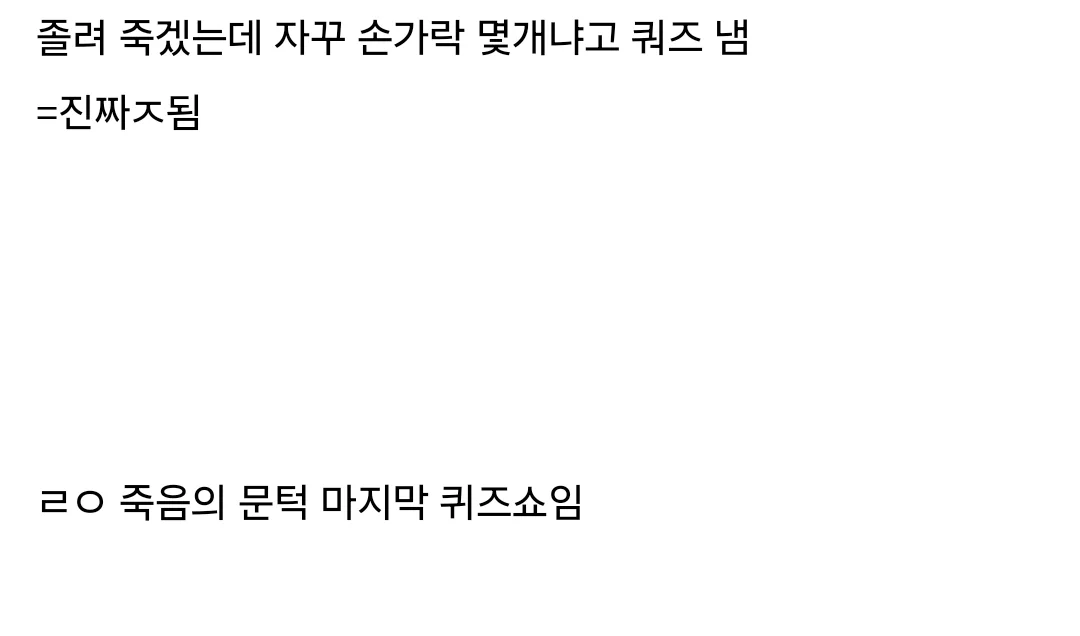 졸려 죽겠는데 자꾸 손가락 몇개냐고 쿼즈 냄
=진짜ㅈ됨
ㄹㅇ 죽음의 문턱 마지막 퀴즈쇼임